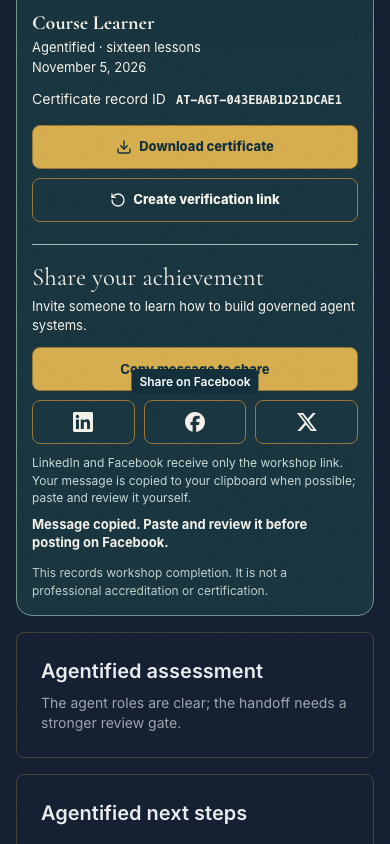 Course Learner
Agentified · sixteen lessons
November 5, 2026
Certificate record ID AT-AGT-043EBAB1D21DCAE1
Download certificate
Create verification link
Share your achievement
Invite someone to learn how to build governed agent
systems.
Copy message to share
Share on Facebook
LinkedIn and Facebook receive only the workshop link.
Your message is copied to your clipboard when possible;
paste and review it yourself.
Message copied. Paste and review it before
posting on Facebook.
This records workshop completion. It is not a
professional accreditation or certification.
Agentified assessment
The agent roles are clear; the handoff needs a
stronger review gate.
Agentified next steps